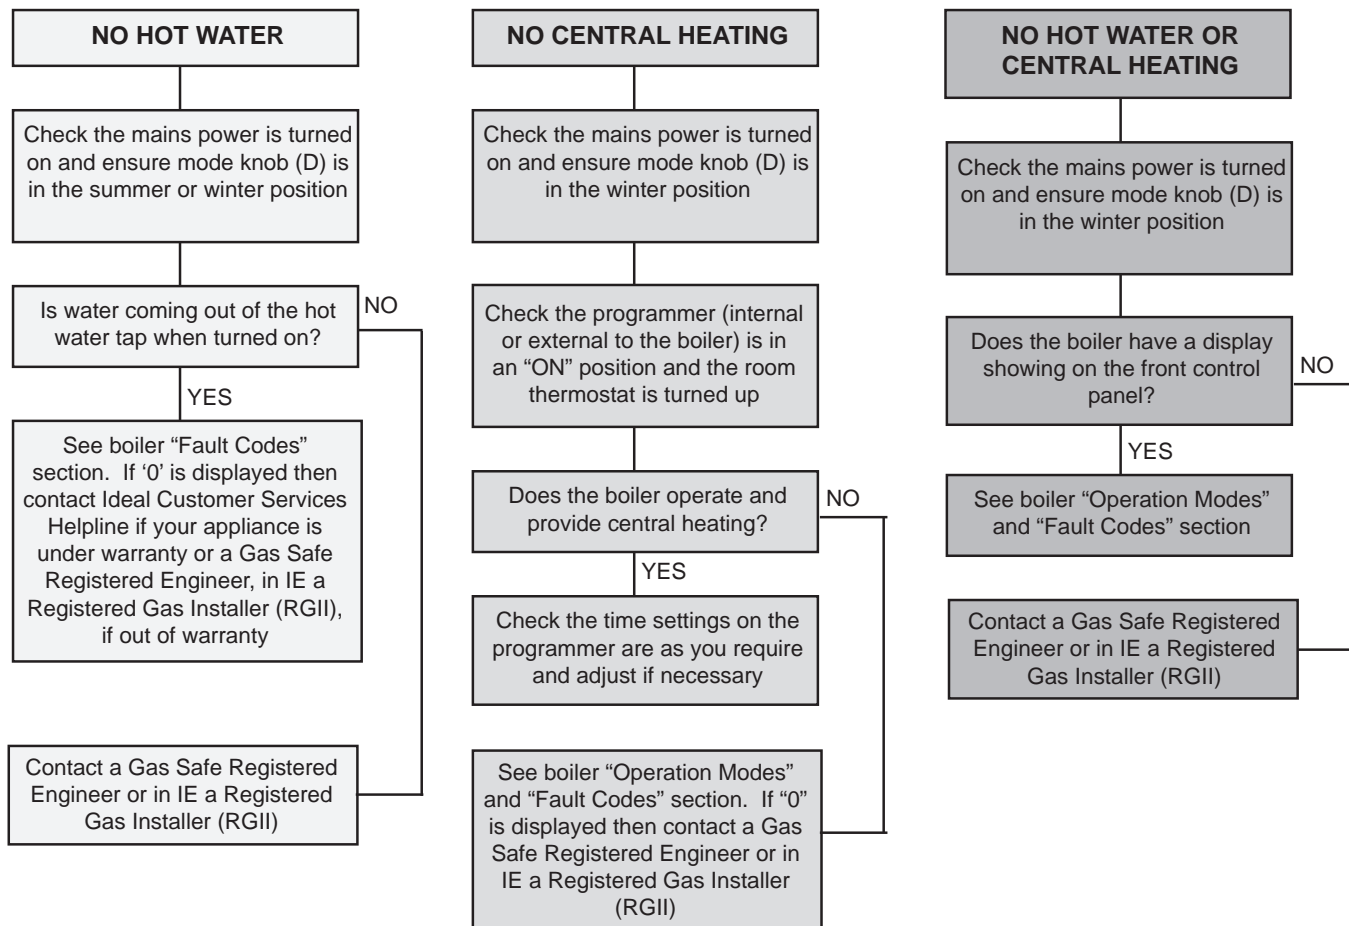 NO HOT WATER
Check the mains power is turned
on and ensure mode knob (D) is
in the summer or winter position
Is water coming out of the hot
water tap when turned on?
NO
YES
See boiler “Fault Codes”
section.  If ‘0’ is displayed then
contact Ideal Customer Services
Helpline if your appliance is
under warranty or a Gas Safe
Registered Engineer, in IE a
Registered Gas Installer (RGII),
if out of warranty
Contact a Gas Safe Registered
Engineer or in IE a Registered
Gas Installer (RGII)
NO CENTRAL HEATING
Check the mains power is turned
on and ensure mode knob (D) is
in the winter position
Check the programmer (internal
or external to the boiler) is in
an “ON” position and the room
thermostat is turned up
Does the boiler operate and
provide central heating?
NO
YES
Check the time settings on the
programmer are as you require
and adjust if necessary
See boiler “Operation Modes”
and “Fault Codes” section.  If “0”
is displayed then contact a Gas
Safe Registered Engineer or in
IE a Registered Gas Installer
(RGII)
NO HOT WATER OR
CENTRAL HEATING
Check the mains power is turned
on and ensure mode knob (D) is
in the winter position
Does the boiler have a display
showing on the front control
panel?
NO
YES
See boiler “Operation Modes”
and “Fault Codes” section
Contact a Gas Safe Registered
Engineer or in IE a Registered
Gas Installer (RGII)